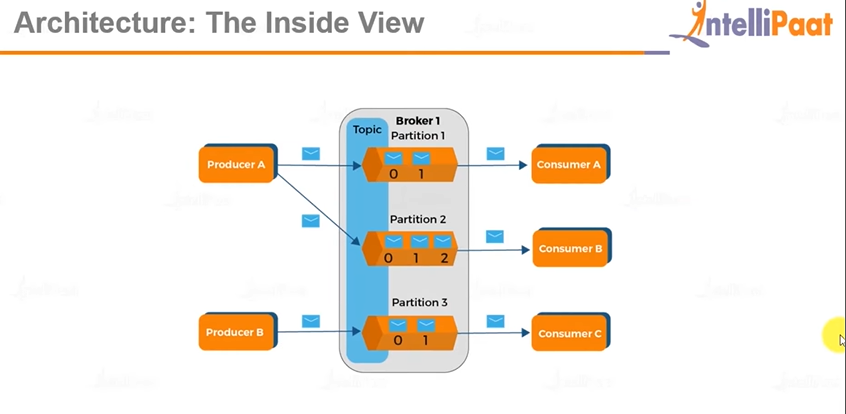 Architecture: The Inside View
IntelliPaat
Broker 1
Topic
Partition 1
Producer A
0 1
Consumer A
Partition 2
0 1 2
Consumer B
Partition 3
Producer B
0 1
Consumer C